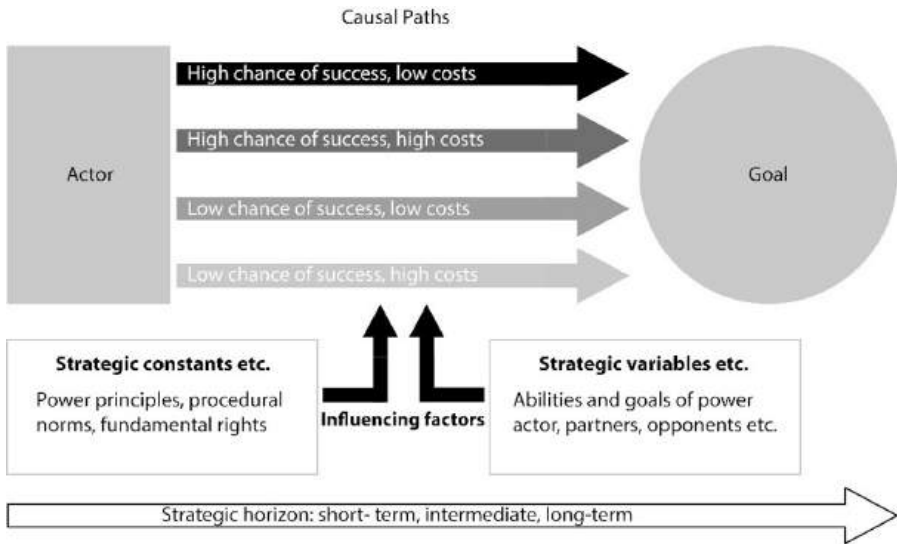 Causal Paths
High chance of success, low costs
High chance of success, high costs
Actor
Goal
Low chance of success, low costs
Low chance of success, high costs
Strategic constants etc.
Power principles, procedural
norms, fundamental rights
Influencing factors
Strategic variables etc.
Abilities and goals of power
actor, partners, opponents etc.
Strategic horizon: short- term, intermediate, long-term